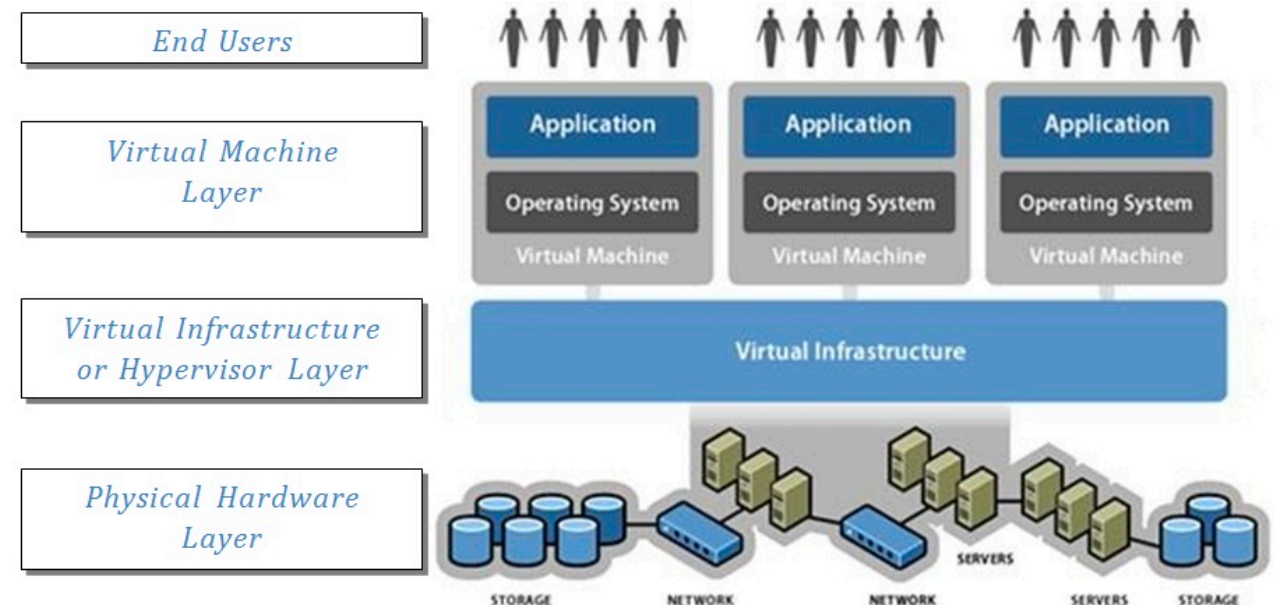 End Users
Virtual Machine
Layer
Application
Application
Application
Operating System
Operating System
Operating System
Virtual Machine
Virtual Machine
Virtual Machine
Virtual Infrastructure
or Hypervisor Layer
Virtual Infrastructure
Physical Hardware
Layer
SERVERS
STORAGE
NETWORK
NETWORK
SERVERS
STORAGE